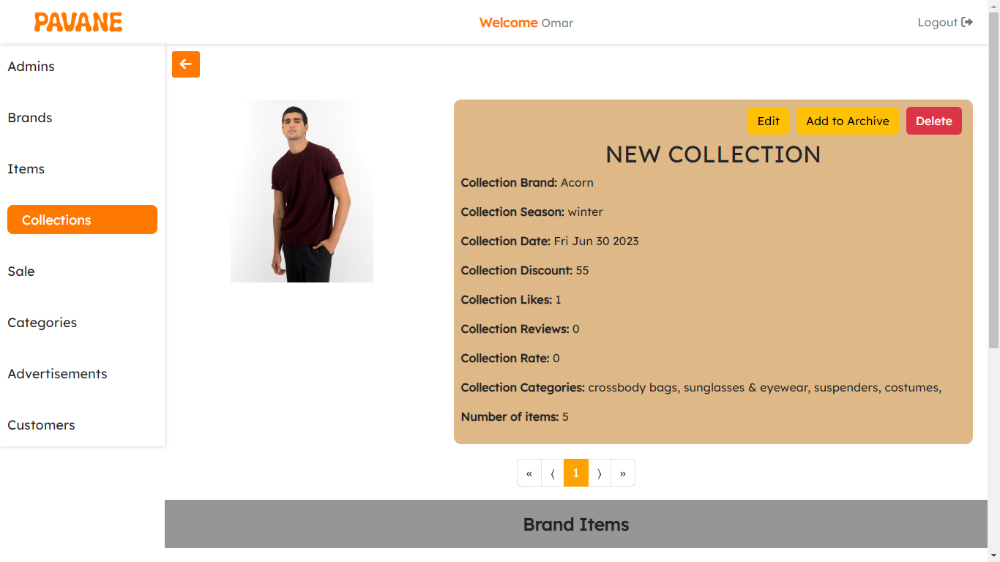 PAVANE
Welcome Omar
Logout
Admins
Brands
Items
Collections
Sale
Categories
Advertisements
Customers
Edit
Add to Archive
Delete
NEW COLLECTION
Collection Brand: Acorn
Collection Season: winter
Collection Date: Fri Jun 30 2023
Collection Discount: 55
Collection Likes: 1
Collection Reviews: 0
Collection Rate: 0
Collection Categories: crossbody bags, sunglasses & eyewear, suspenders, costumes,
Number of items: 5
« ⟨ 1 ⟩ »
Brand Items